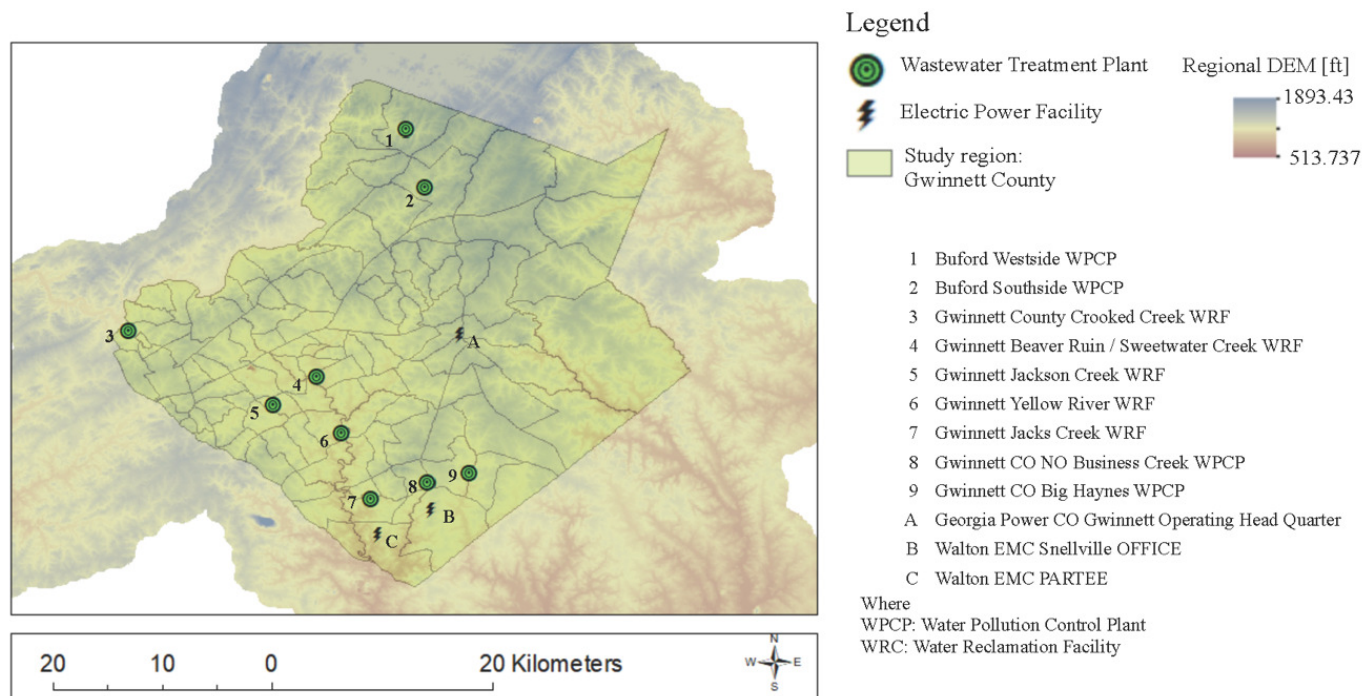 Legend
Wastewater Treatment Plant
Regional DEM [ft]
1893.43
513.737
Electric Power Facility
Study region:
Gwinnett County
1
2
3
4
5
6
7
8
9
A
B
C
1 Buford Westside WPCP
2 Buford Southside WPCP
3 Gwinnett County Crooked Creek WRF
4 Gwinnett Beaver Ruin / Sweetwater Creek WRF
5 Gwinnett Jackson Creek WRF
6 Gwinnett Yellow River WRF
7 Gwinnett Jacks Creek WRF
8 Gwinnett CO NO Business Creek WPCP
9 Gwinnett CO Big Haynes WPCP
A Georgia Power CO Gwinnett Operating Head Quarter
B Walton EMC Snellville OFFICE
C Walton EMC PARTEE
Where
WPCP: Water Pollution Control Plant
WRC: Water Reclamation Facility
20 10 0 20 Kilometers
N
W E
S